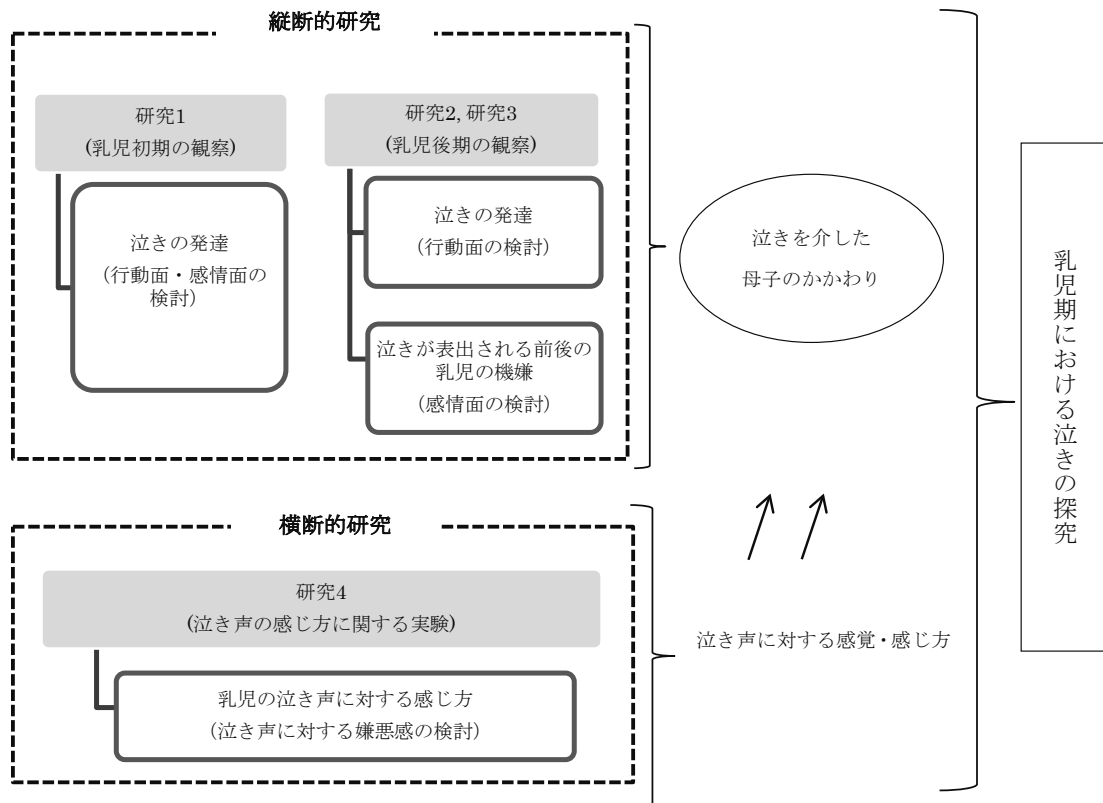 縦断的研究
研究1
(乳児初期の観察)
泣きの発達
（行動面・感情面の
検討）
研究2, 研究3
(乳児後期の観察)
泣きの発達
（行動面の検討）
泣きが表出される前後の
乳児の機嫌
（感情面の検討）
泣きを介した
母子のかかわり
横断的研究
研究4
(泣き声の感じ方に関する実験)
乳児の泣き声に対する感じ方
（泣き声に対する嫌悪感の検討）
泣き声に対する感覚・感じ方
乳児期における泣きの探究